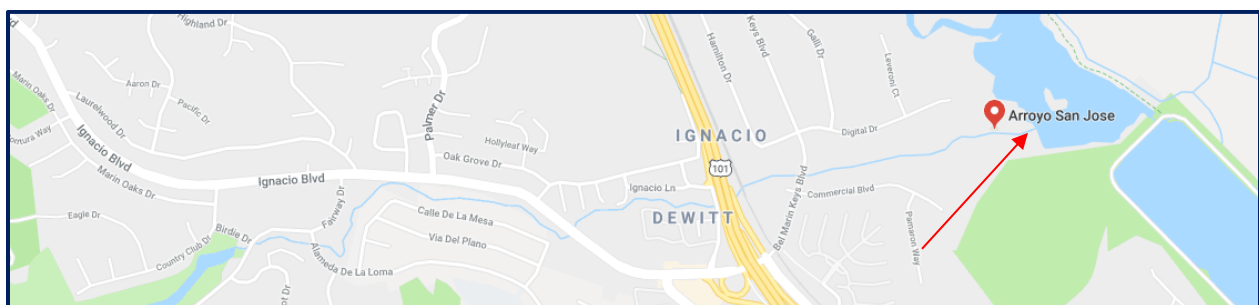 Highland Dr
Aaron Dr
Pacific Dr
Marin Oaks Dr
Laurelwood Dr
Ignacio Blvd
Marin Oaks Dr
Eagle Dr
Country Club Dr
Birdie Dr
Fairway Dr
Alameda De La Loma
Ignacio Blvd
Palmer Dr
Hollyleaf Way
Oak Grove Dr
Calle De La Mesa
Via Del Plano
Ignacio Ln
IGNACIO
101
DEWITT
Hamilton Dr
Keys Blvd
Galli Dr
Leveroni Ct
Digital Dr
Bel Marin Keys Blvd
Commercial Blvd
Pamaron Way
Arroyo San Jose